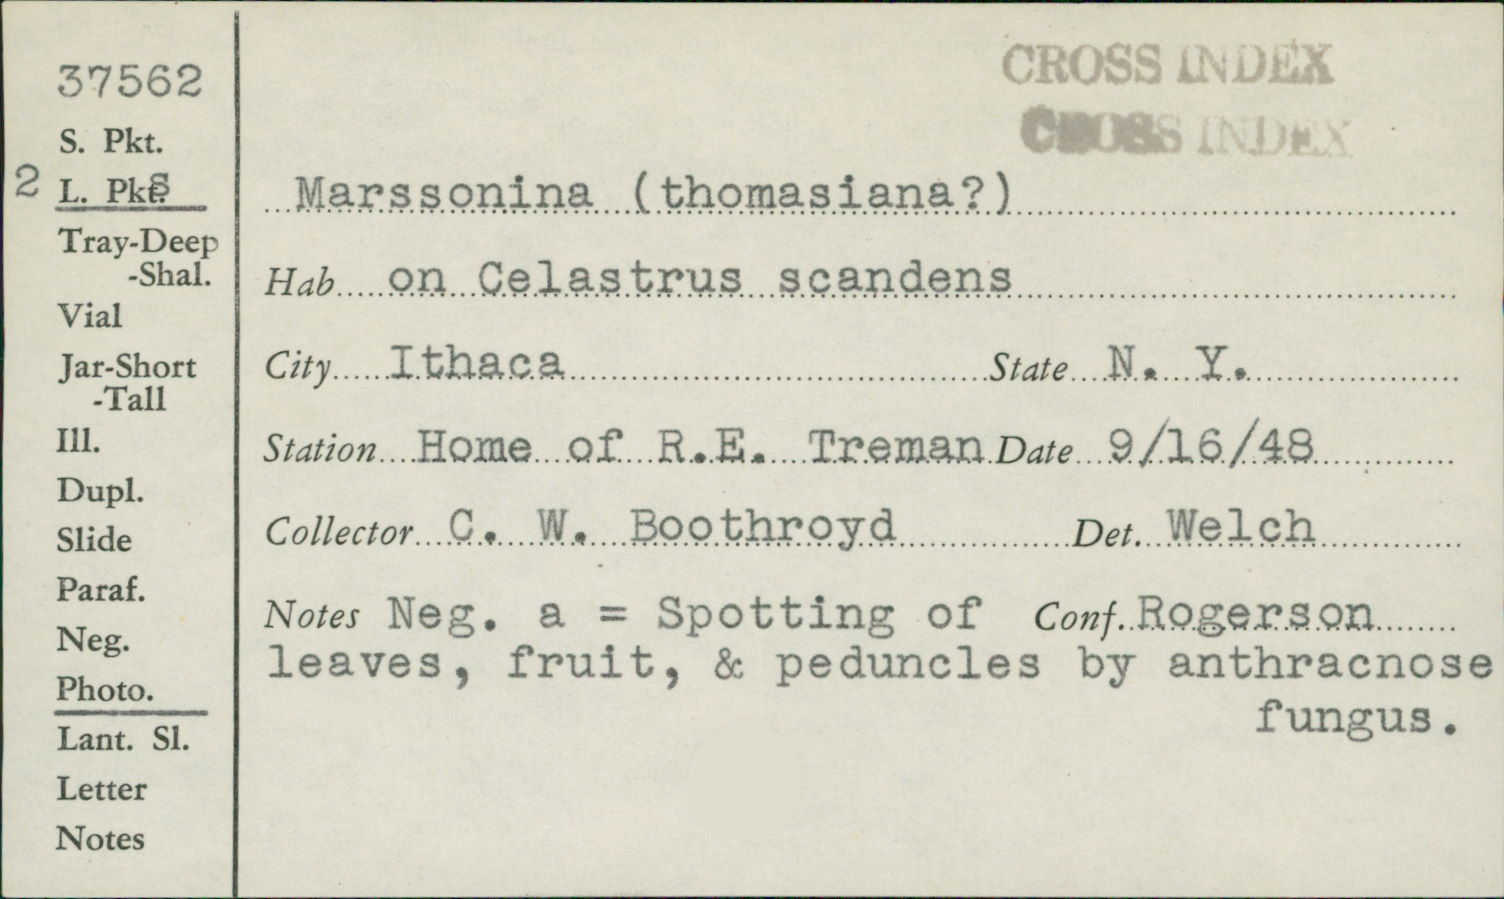 37562
S. Pkt.
2 L. Pkts
Tray-Deep
-Shal.
Vial
Jar-Short
-Tall
Ill.
Dupl.
Slide
Paraf.
Neg.
Photo.
Lant. Sl.
Letter
Notes
CROSS INDEX
CROSS INDEX
Marssonina (thomasiana?)
Hab on Celastrus scandens
City Ithaca State N. Y.
Station Home of R.E. Treman Date 9/16/48
Collector C. W. Boothroyd Det. Welch
Notes Neg. a = Spotting of Conf. Rogerson
leaves, fruit, & peduncles by anthracnose
fungus.